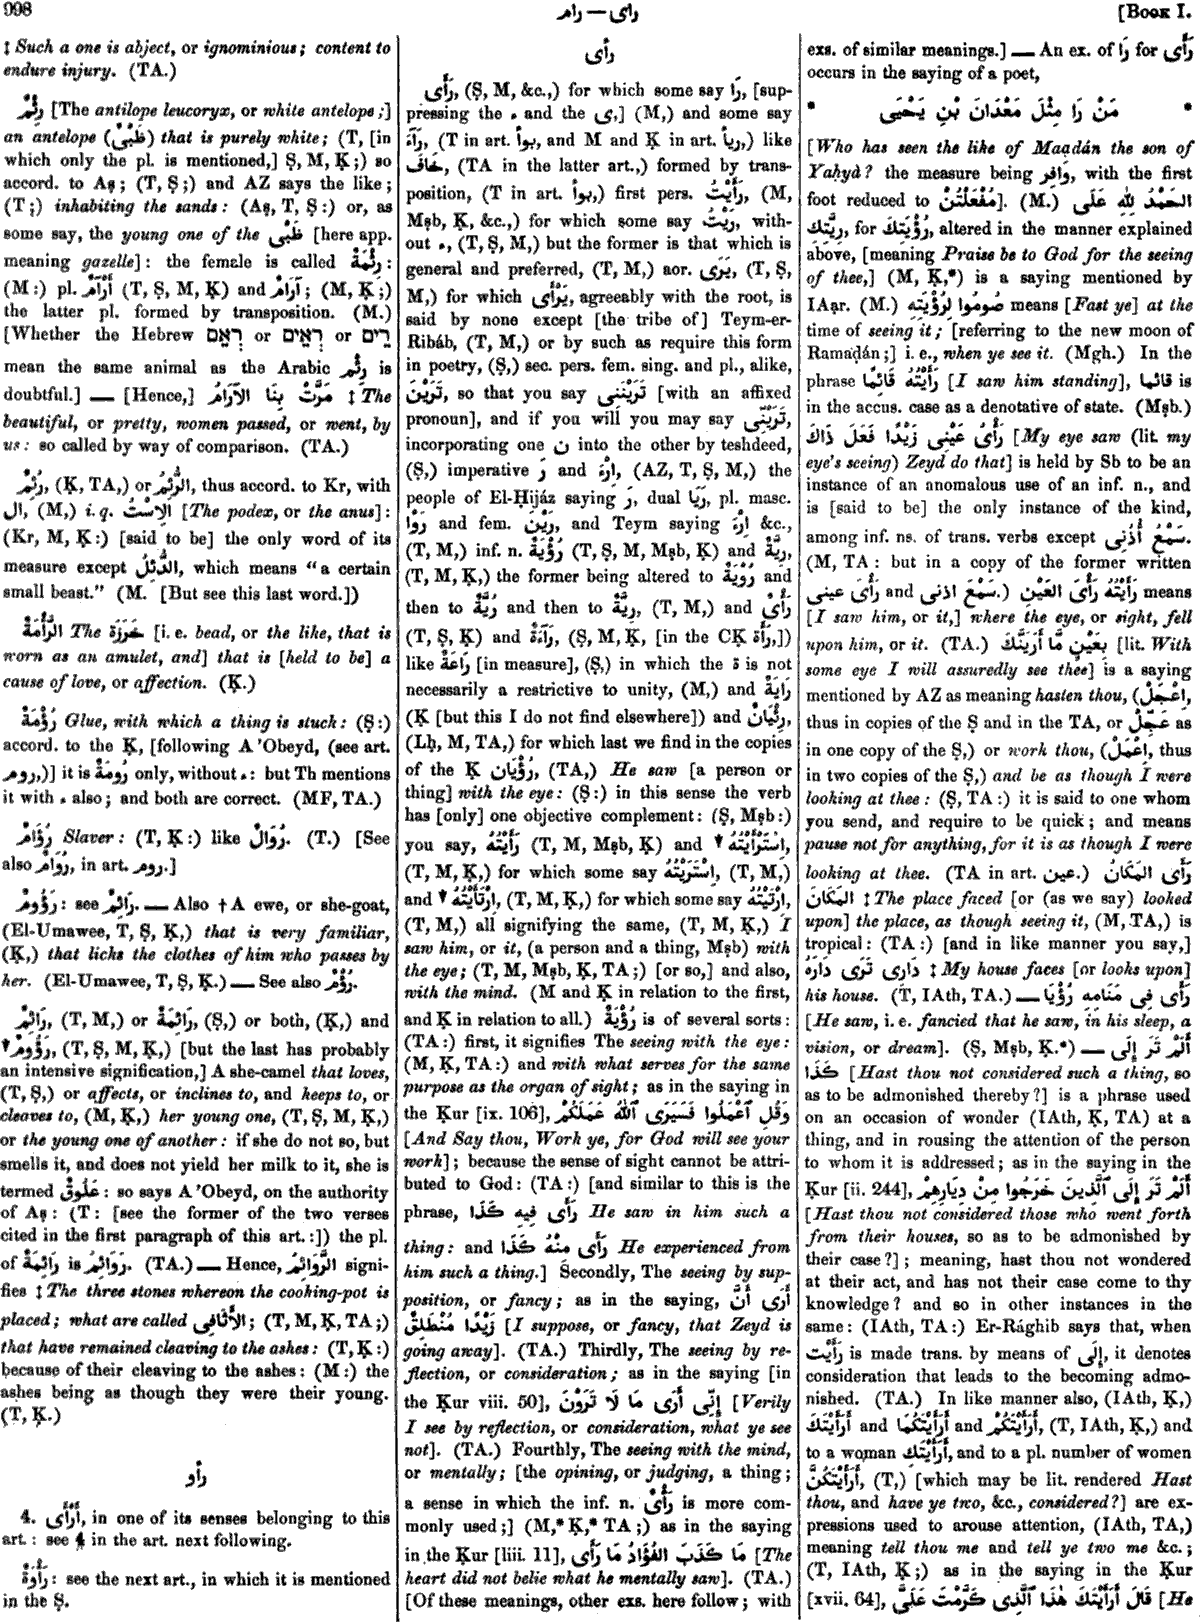 998
رأى — رام
[Book I.
‡ Such a one is abject, or ignominious; content to
endure injury. (TA.)
رِئْمٌ [The antilope leucoryx, or white antelope;]
an antelope (ظَبْىٌ) that is purely white; (T, [in
which only the pl. is mentioned,] Ṣ, M, Ḳ;) so
accord. to Aṣ; (T, Ṣ;) and AZ says the like;
(T;) inhabiting the sands: (Aṣ, T, Ṣ:) or, as
some say, the young one of the ظَبْى [here app.
meaning gazelle]: the female is called رِئْمَةٌ:
(M:) pl. أَرْآمٌ (T, Ṣ, M, Ḳ) and آرَامٌ; (M, Ḳ;)
the latter pl. formed by transposition. (M.)
[Whether the Hebrew רְאֵם or רְאֵים or רֵים
mean the same animal as the Arabic رِئْم is
doubtful.] — [Hence,] مَرَّتْ بِنَا الآرَامُ ‡ The
beautiful, or pretty, women passed, or went, by
us: so called by way of comparison. (TA.)
رُئِمٌ, (Ḳ, TA,) or الرُّئِمُ, thus accord. to Kr, with
ال, (M,) i. q. الاِسْتُ [The podex, or the anus]:
(Kr, M, Ḳ:) [said to be] the only word of its
measure except الدُّئِلُ, which means “a certain
small beast.” (M. [But see this last word.])
الرَّأْمَةُ The خَرَزَة [i. e. bead, or the like, that is
worn as an amulet, and] that is [held to be] a
cause of love, or affection. (Ḳ.)
رُؤْمَةٌ Glue, with which a thing is stuck: (Ṣ:)
accord. to the Ḳ, [following A ’Obeyd, (see art.
روم,)] it is رُومَةٌ only, without ء: but Th mentions
it with ء also; and both are correct. (MF, TA.)
رُؤَامٌ Slaver: (T, Ḳ:) like رُوَالٌ. (T.) [See
also رُوَامٌ, in art. روم.]
رَؤُومٌ: see رَائِمٌ. — Also † A ewe, or she-goat,
(El-Umawee, T, Ṣ, Ḳ,) that is very familiar,
(Ḳ,) that licks the clothes of him who passes by
her. (El-Umawee, T, Ṣ, Ḳ.) — See also رُؤْمٌ.
رَائِمٌ, (T, M,) or رَائِمَةٌ, (Ṣ,) or both, (Ḳ,) and
▼ رَؤُومٌ, (T, Ṣ, M, Ḳ,) [but the last has probably
an intensive signification,] A she-camel that loves,
(T, Ṣ,) or affects, or inclines to, and keeps to, or
cleaves to, (M, Ḳ,) her young one, (T, Ṣ, M, Ḳ,)
or the young one of another: if she do not so, but
smells it, and does not yield her milk to it, she is
termed عَلُوقٌ: so says A ’Obeyd, on the authority
of Aṣ: (T: [see the former of the two verses
cited in the first paragraph of this art.:]) the pl.
of رَائِمَةٌ is رَوَائِمُ. (TA.) — Hence, الرَّوَائِمُ signi-
fies ‡ The three stones whereon the cooking-pot is
placed; what are called الأَثَافِى; (T, M, Ḳ, TA;)
that have remained cleaving to the ashes: (T, Ḳ:)
because of their cleaving to the ashes: (M:) the
ashes being as though they were their young.
(T, Ḳ.)
رأو
4. أَرْأَى, in one of its senses belonging to this
art.: see 4 in the art. next following.
رَأْوَةٌ: see the next art., in which it is mentioned
in the Ṣ.
رأى
رَأَى, (Ṣ, M, &c.,) for which some say رَا, [sup-
pressing the ء and the ى,] (M,) and some say
رَآءَ, (T in art. بوأ, and M and Ḳ in art. ريأ,) like
خَافَ, (TA in the latter art.,) formed by trans-
position, (T in art. بوأ,) first pers. رَأَيْتُ, (M,
Mṣb, Ḳ, &c.,) for which some say رَيْتُ, with-
out ء, (T, Ṣ, M,) but the former is that which is
general and preferred, (T, M,) aor. يَرَى, (T, Ṣ,
M,) for which يَرْأَى, agreeably with the root, is
said by none except [the tribe of] Teym-er-
Ribáb, (T, M,) or by such as require this form
in poetry, (Ṣ,) sec. pers. fem. sing. and pl., alike,
تَرَيْنَ, so that you say تَرَيْنَنِى [with an affixed
pronoun], and if you will you may say تَرَيْنِّى,
incorporating one ن into the other by teshdeed,
(Ṣ,) imperative رَ and ارْءَ, (AZ, T, Ṣ, M,) the
people of El-Ḥijáz saying رَ, dual رَيَا, pl. masc.
رَوْا and fem. رَيْنَ, and Teym saying ارْءَ &c.,
(T, M,) inf. n. رُؤْيَةٌ (T, Ṣ, M, Mṣb, Ḳ) and رِيَّةٌ,
(T, M, Ḳ,) the former being altered to رُويَةٌ and
then to رُيَّةٌ and then to رِيَّةٌ, (T, M,) and رَأْىٌ
(T, Ṣ, Ḳ) and رَآءَةٌ, (Ṣ, M, Ḳ, [in the CḲ رَأَة,])
like رَاعَةٌ [in measure], (Ṣ,) in which the ة is not
necessarily a restrictive to unity, (M,) and رَايَةٌ
(Ḳ [but this I do not find elsewhere]) and رِئْيَانٌ,
(Lḥ, M, TA,) for which last we find in the copies
of the Ḳ رُؤْيَان, (TA,) He saw [a person or
thing] with the eye: (Ṣ:) in this sense the verb
has [only] one objective complement: (Ṣ, Mṣb:)
you say, رَأَيْتُهُ (T, M, Mṣb, Ḳ) and ▼ اِسْتَرْأَيْتُهُ,
(T, M, Ḳ,) for which some say اِسْتَرَيْتُهُ, (T, M,)
and ▼ اِرْتَأَيْتُهُ, (T, M, Ḳ,) for which some say اِرْتَيْتُهُ,
(T, M,) all signifying the same, (T, M, Ḳ,) I
saw him, or it, (a person and a thing, Mṣb) with
the eye; (T, M, Mṣb, Ḳ, TA;) [or so,] and also,
with the mind. (M and Ḳ in relation to the first,
and Ḳ in relation to all.) رُؤْيَةٌ is of several sorts:
(TA:) first, it signifies The seeing with the eye:
(M, Ḳ, TA:) and with what serves for the same
purpose as the organ of sight; as in the saying in
the Ḳur [ix. 106], وَقُلِ ٱعْمَلُوا فَسَيَرَى ٱللّٰهُ عَمَلَكُمْ
[And Say thou, Work ye, for God will see your
work]; because the sense of sight cannot be attri-
buted to God: (TA:) [and similar to this is the
phrase, رَأَى فِيهِ كَذَا He saw in him such a
thing: and رَأَى مِنْهُ كَذَا He experienced from
him such a thing.] Secondly, The seeing by sup-
position, or fancy; as in the saying, أَرَى أَنَّ
زَيْدًا مُنْطَلِقٌ [I suppose, or fancy, that Zeyd is
going away]. (TA.) Thirdly, The seeing by re-
flection, or consideration; as in the saying [in
the Ḳur viii. 50], إِنِّى أَرَى مَا لَا تَرَوْنَ [Verily
I see by reflection, or consideration, what ye see
not]. (TA.) Fourthly, The seeing with the mind,
or mentally; [the opining, or judging, a thing;
a sense in which the inf. n. رَأْىٌ is more com-
monly used;] (M,* Ḳ,* TA;) as in the saying
in the Ḳur [liii. 11], مَا كَذَبَ الفُؤَادُ مَا رَأَى [The
heart did not belie what he mentally saw]. (TA.)
[Of these meanings, other exs. here follow; with
exs. of similar meanings.] — An ex. of رَا for رَأَى
occurs in the saying of a poet,
* مَنْ رَا مِثْلَ مَعْدَانَ بْنِ يَحْيَى *
[Who has seen the like of Maạdán the son of
Yaḥyà? the measure being وَافِر, with the first
foot reduced to مُفْعَلَتُنْ]. (M.) الحَمْدُ لِلّٰهِ عَلَى
رِيَّتِكَ, for رُؤْيَتِكَ, altered in the manner explained
above, [meaning Praise be to God for the seeing
of thee,] (M, Ḳ,*) is a saying mentioned by
IAạr. (M.) صُومُوا لِرُؤْيَتِهِ means [Fast ye] at the
time of seeing it; [referring to the new moon of
Ramaḍán;] i. e., when ye see it. (Mgh.) In the
phrase رَأَيْتُهُ قَائِمًا [I saw him standing], قائما is
in the accus. case as a denotative of state. (Mṣb.)
رَأْىُ عَيْنِى زَيْدًا فَعَلَ ذَاكَ [My eye saw (lit. my
eye’s seeing) Zeyd do that] is held by Sb to be an
instance of an anomalous use of an inf. n., and
is [said to be] the only instance of the kind,
among inf. ns. of trans. verbs except سَمْعُ أُذُنِى.
(M, TA: but in a copy of the former written
رَأْىَ عينى and سَمْعَ اذنى.) رَأَيْتُهُ رَأْىَ العَيْنِ means
[I saw him, or it,] where the eye, or sight, fell
upon him, or it. (TA.) بِعَيْنٍ مَّا أَرَيَنَّكَ [lit. With
some eye I will assuredly see thee] is a saying
mentioned by AZ as meaning hasten thou, (اِعْجَلْ,
thus in copies of the Ṣ and in the TA, or عَجِّلْ as
in one copy of the Ṣ,) or work thou, (اِعْمَلْ, thus
in two copies of the Ṣ,) and be as though I were
looking at thee: (Ṣ, TA:) it is said to one whom
you send, and require to be quick; and means
pause not for anything, for it is as though I were
looking at thee. (TA in art. عين.) رَأَى المَكَانُ
المَكَانَ ‡ The place faced [or (as we say) looked
upon] the place, as though seeing it, (M, TA,) is
tropical: (TA:) [and in like manner you say,]
دَارِى تَرَى دَارَهُ ‡ My house faces [or looks upon]
his house. (T, IAth, TA.) — رَأَى فِى مَنَامِهِ رُؤْيَا
[He saw, i. e. fancied that he saw, in his sleep, a
vision, or dream]. (Ṣ, Mṣb, Ḳ.*) — أَلَمْ تَرَ إِلَى
كَذَا [Hast thou not considered such a thing, so
as to be admonished thereby?] is a phrase used
on an occasion of wonder (IAth, Ḳ, TA) at a
thing, and in rousing the attention of the person
to whom it is addressed; as in the saying in the
Ḳur [ii. 244], أَلَمْ تَرَ إِلَى ٱلَّذِينَ خَرَجُوا مِنْ دِيَارِهِمْ
[Hast thou not considered those who went forth
from their houses, so as to be admonished by
their case?]; meaning, hast thou not wondered
at their act, and has not their case come to thy
knowledge? and so in other instances in the
same: (IAth, TA:) Er-Rághib says that, when
رَأَيْت is made trans. by means of إِلَى, it denotes
consideration that leads to the becoming admo-
nished. (TA.) In like manner also, (IAth, Ḳ,)
أَرَأَيْتَكَ and أَرَأَيْتَكُمَا and أَرَأَيْتَكُمْ, (T, IAth, Ḳ,) and
to a woman أَرَأَيْتَكِ, and to a pl. number of women
أَرَأَيْتَكُنَّ, (T,) [which may be lit. rendered Hast
thou, and have ye two, &c., considered?] are ex-
pressions used to arouse attention, (IAth, TA,)
meaning tell thou me and tell ye two me &c.;
(T, IAth, Ḳ;) as in the saying in the Ḳur
[xvii. 64], قَالَ أَرَأَيْتَكَ هٰذَا ٱلَّذِى كَرَّمْتَ عَلَىَّ [He